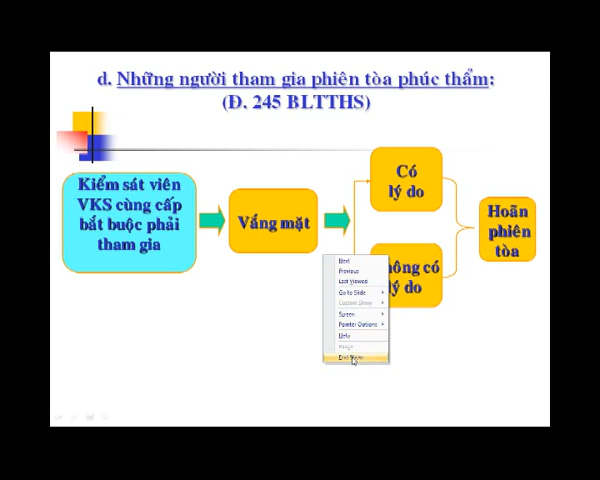 d. Những người tham gia phiên tòa phúc thẩm:
(Đ. 245 BLTTHS)
Kiểm sát viên
VKS cùng cấp
bắt buộc phải
tham gia
Vắng mặt
Có
lý do
hông có
lý do
Hoãn
phiên
tòa
Next
Previous
Last Viewed
Go to Slide
Custom Show
Screen
Pointer Options
Help
Pause
End Show